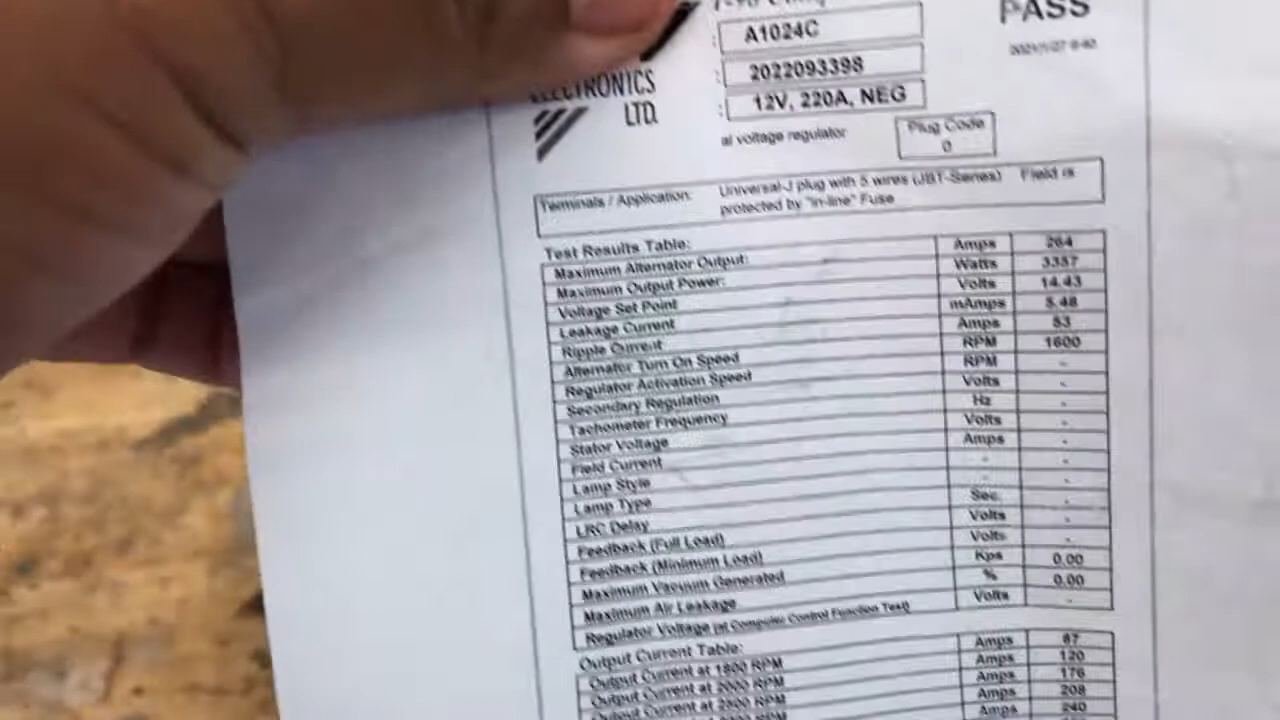 PASS
A1024C
2022093398
12V, 220A, NEG
ELECTRONICS
LTD.
al voltage regulator
Plug Code
0
Terminals / Application: Universal-J plug with 5 wires (JBT-Series) Field is
protected by "in-line" Fuse
Test Results Table:
Maximum Alternator Output: Amps 264
Maximum Output Power: Watts 3357
Voltage Set Point Volts 14.43
Leakage Current mAmps 5.48
Ripple Current Amps 53
Alternator Turn On Speed RPM 1600
Regulator Activation Speed RPM -
Secondary Regulation Volts -
Tachometer Frequency Hz -
Stator Voltage Volts -
Field Current Amps -
Lamp Style - -
Lamp Type - -
LRC Delay Sec. -
Feedback (Full Load) Volts -
Feedback (Minimum Load) Volts -
Maximum Vacuum Generated Kps 0.00
Maximum Air Leakage % 0.00
Regulator Voltage (at Computer Control Function Test) Volts -
Output Current Table:
Output Current at 1800 RPM Amps 87
Output Current at 2000 RPM Amps 120
Output Current at 2500 RPM Amps 176
Amps 208
Amps 240